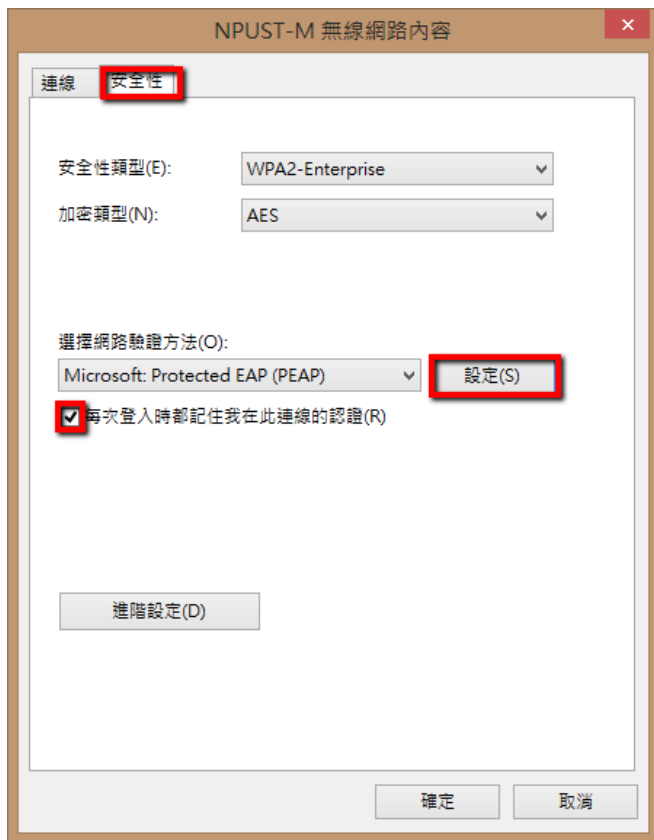 NPUST-M 無線網路內容
連線 安全性
安全性類型(E): WPA2-Enterprise
加密類型(N): AES
選擇網路驗證方法(O):
Microsoft: Protected EAP (PEAP) 設定(S)
每次登入時都記住我在此連線的認證(R)
進階設定(D)
確定 取消